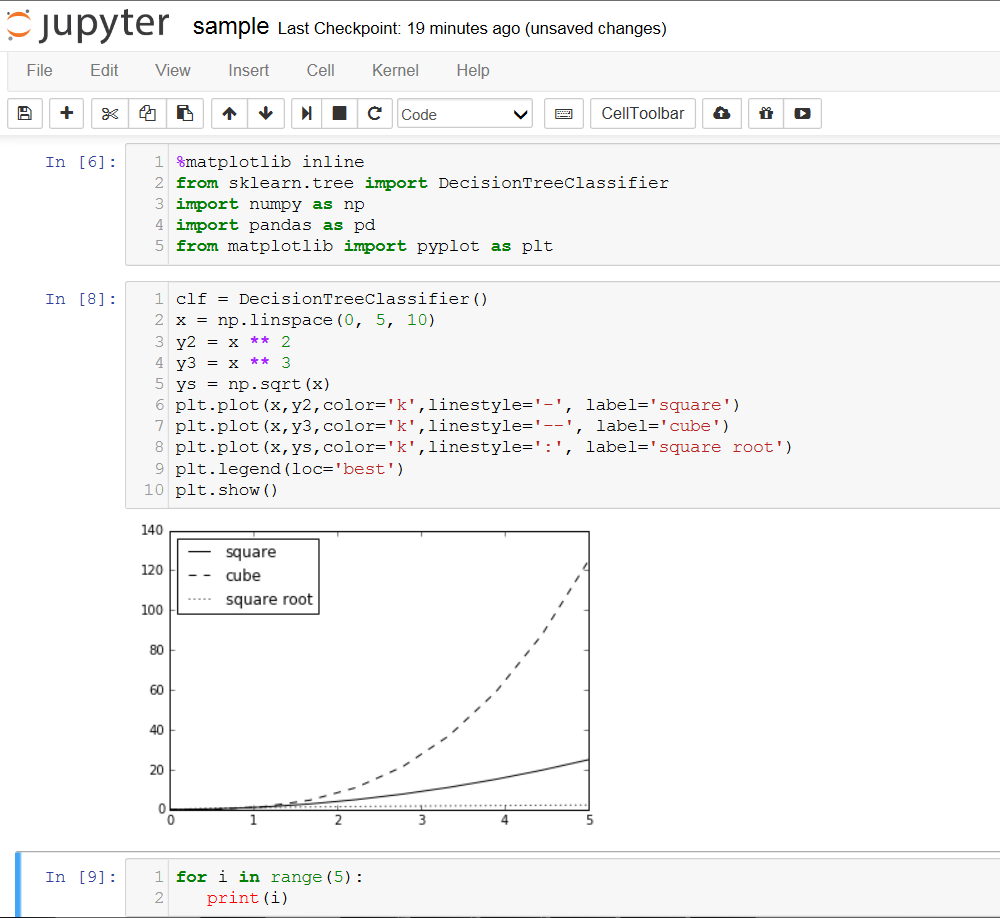 jupyter sample Last Checkpoint: 19 minutes ago (unsaved changes)
File Edit View Insert Cell Kernel Help
Code CellToolbar
In [6]:
1 %matplotlib inline
2 from sklearn.tree import DecisionTreeClassifier
3 import numpy as np
4 import pandas as pd
5 from matplotlib import pyplot as plt
In [8]:
1 clf = DecisionTreeClassifier()
2 x = np.linspace(0, 5, 10)
3 y2 = x ** 2
4 y3 = x ** 3
5 ys = np.sqrt(x)
6 plt.plot(x,y2,color='k',linestyle='-', label='square')
7 plt.plot(x,y3,color='k',linestyle='--', label='cube')
8 plt.plot(x,ys,color='k',linestyle=':', label='square root')
9 plt.legend(loc='best')
10 plt.show()
140
120
100
80
60
40
20
0
square
cube
square root
0 1 2 3 4 5
In [9]:
1 for i in range(5):
2    print(i)